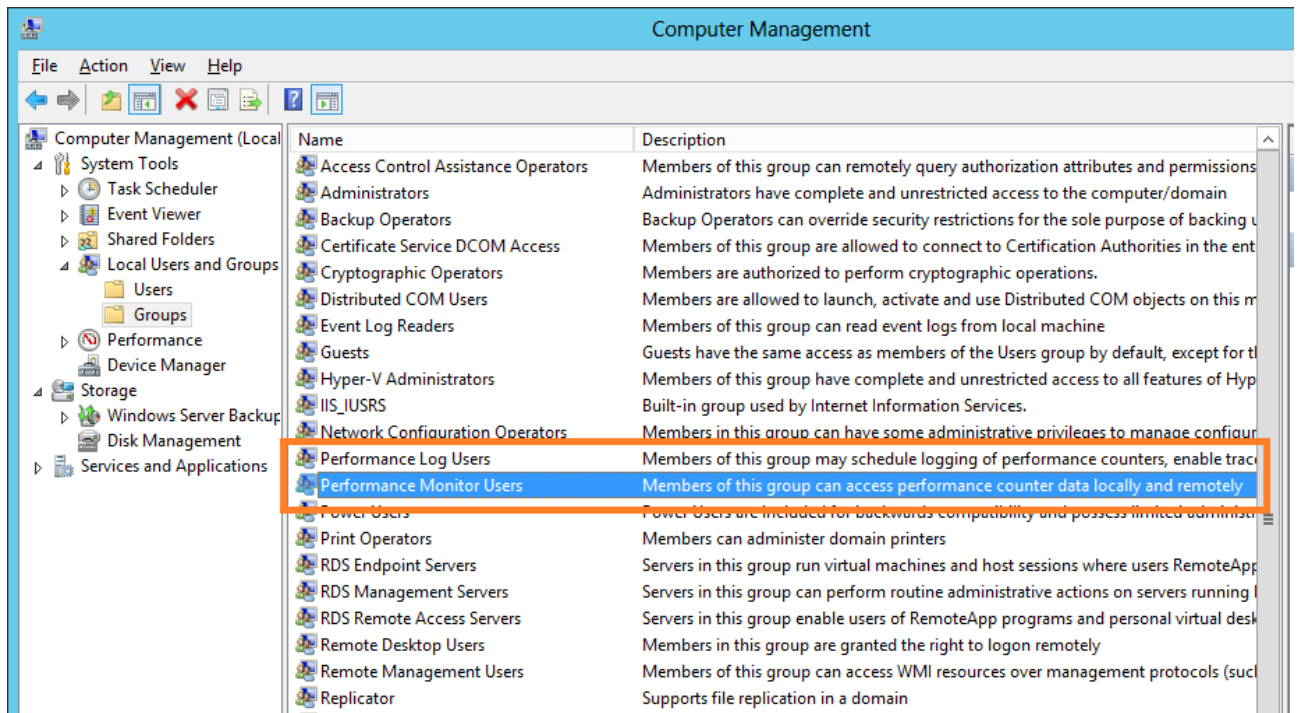 Computer Management
File Action View Help
Computer Management (Local
System Tools
Task Scheduler
Event Viewer
Shared Folders
Local Users and Groups
Users
Groups
Performance
Device Manager
Storage
Windows Server Backup
Disk Management
Services and Applications
Name Description
Access Control Assistance Operators Members of this group can remotely query authorization attributes and permissions
Administrators Administrators have complete and unrestricted access to the computer/domain
Backup Operators Backup Operators can override security restrictions for the sole purpose of backing u
Certificate Service DCOM Access Members of this group are allowed to connect to Certification Authorities in the ent
Cryptographic Operators Members are authorized to perform cryptographic operations.
Distributed COM Users Members are allowed to launch, activate and use Distributed COM objects on this m
Event Log Readers Members of this group can read event logs from local machine
Guests Guests have the same access as members of the Users group by default, except for th
Hyper-V Administrators Members of this group have complete and unrestricted access to all features of Hyp
IIS_IUSRS Built-in group used by Internet Information Services.
Network Configuration Operators Members in this group can have some administrative privileges to manage configur
Performance Log Users Members of this group may schedule logging of performance counters, enable trace
Performance Monitor Users Members of this group can access performance counter data locally and remotely
Power Users Power Users are included for backwards compatibility and possess limited administr
Print Operators Members can administer domain printers
RDS Endpoint Servers Servers in this group run virtual machines and host sessions where users RemoteApp
RDS Management Servers Servers in this group can perform routine administrative actions on servers running
RDS Remote Access Servers Servers in this group enable users of RemoteApp programs and personal virtual desk
Remote Desktop Users Members in this group are granted the right to logon remotely
Remote Management Users Members of this group can access WMI resources over management protocols (such
Replicator Supports file replication in a domain